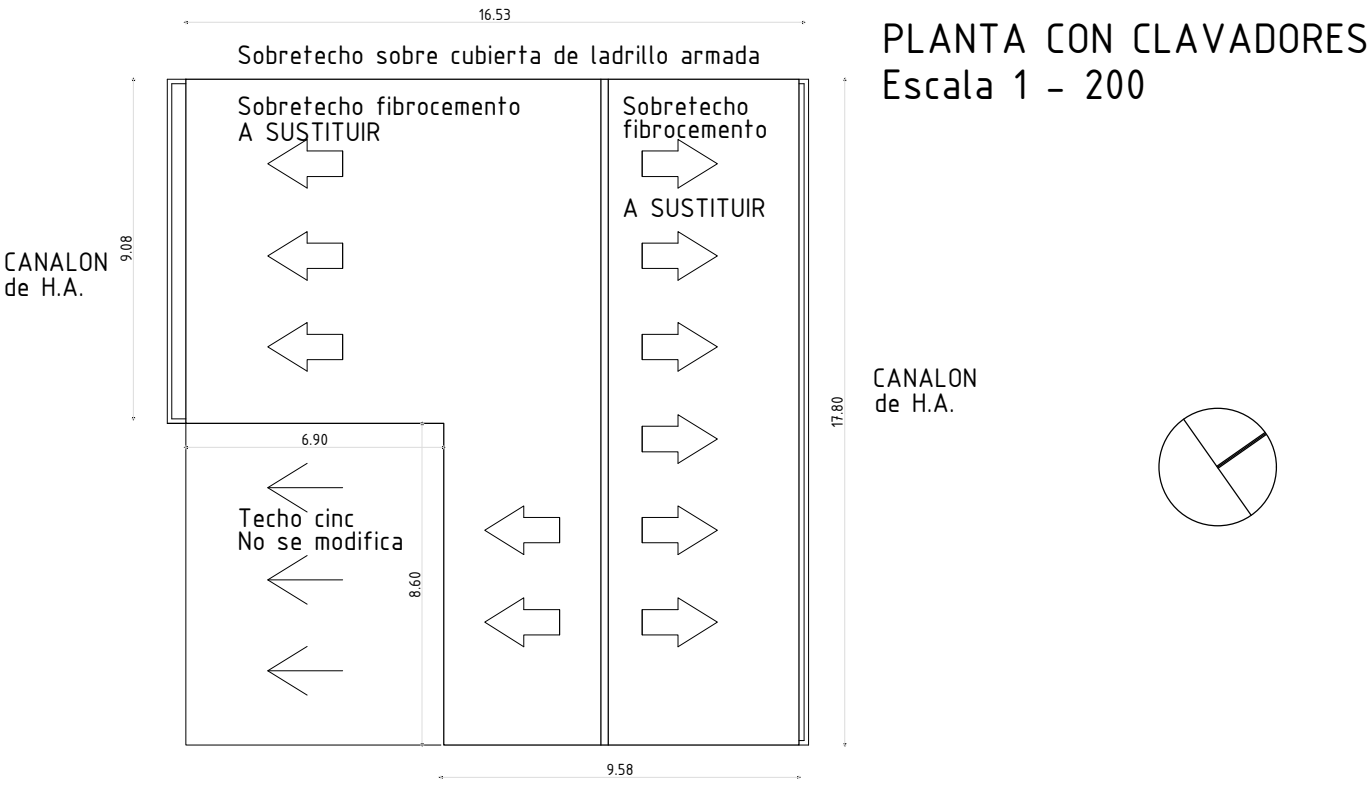 16.53
PLANTA CON CLAVADORES
Escala 1 - 200
Sobretecho sobre cubierta de ladrillo armada
Sobretecho fibrocemento
A SUSTITUIR
Sobretecho
fibrocemento
A SUSTITUIR
9.08
CANALON
de H.A.
CANALON
de H.A.
17.80
6.90
Techo cinc
No se modifica
8.60
9.58